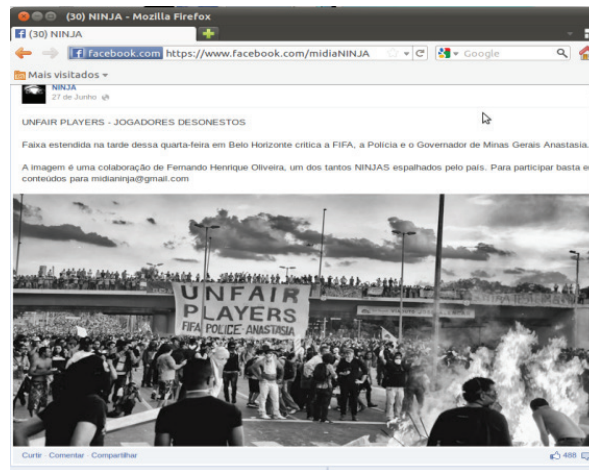 (30) NINJA - Mozilla Firefox
(30) NINJA
facebook.com https://www.facebook.com/midiaNINJA
Google
Mais visitados
NINJA
27 de Junho
UNFAIR PLAYERS - JOGADORES DESONESTOS
Faixa estendida na tarde dessa quarta-feira em Belo Horizonte critica a FIFA, a Polícia e o Governador de Minas Gerais Anastasia.
A imagem é uma colaboração de Fernando Henrique Oliveira, um dos tantos NINJAS espalhados pelo país. Para participar basta e
conteúdos para midianinja@gmail.com
UNFAIR
PLAYERS
FIFA POLICE ANASTASIA
Curtir · Comentar · Compartilhar
488